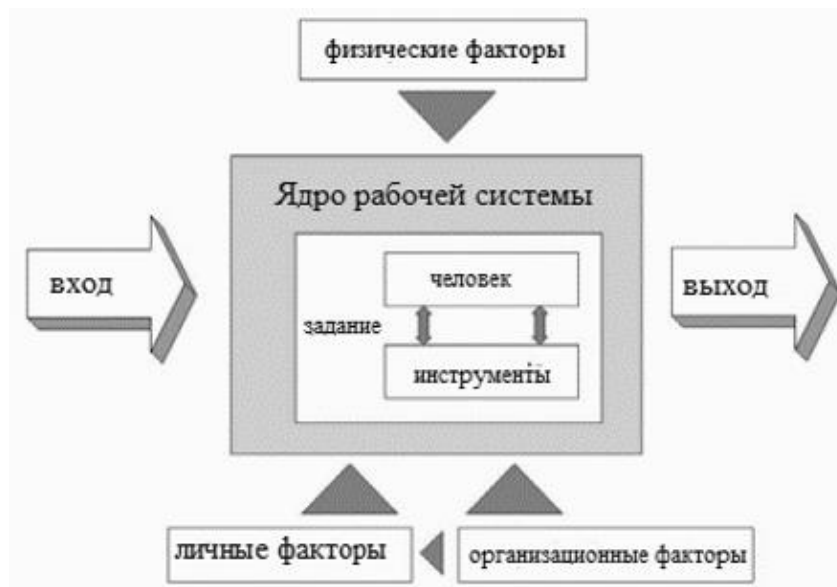 физические факторы
Ядро рабочей системы
вход
человек
выход
задание
инструменты
личные факторы
организационные факторы